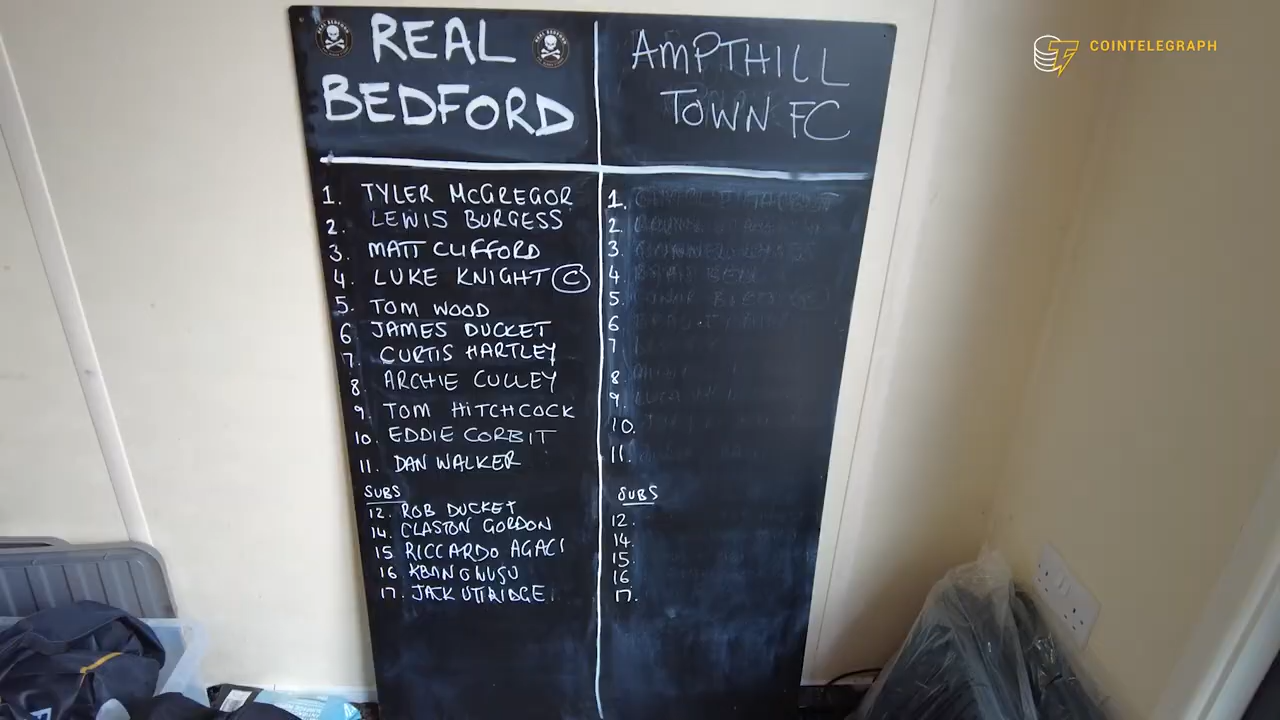 COINTELEGRAPH
REAL
BEDFORD
1. TYLER McGREGOR
2. LEWIS BURGESS
3. MATT CLIFFORD
4. LUKE KNIGHT C
5. TOM WOOD
6 JAMES DUCKET
7. CURTIS HARTLEY
8. ARCHIE CULLEY
9. TOM HITCHCOCK
10. EDDIE CORBIT
11. DAN WALKER
SUBS
12. ROB DUCKET
14. CLASTON GORDON
15 RICCARDO AGACI
16
17. JACK UTTRIDGE.
AMPTHILL
TOWN FC
1.
2.
3.
4
5.
6
7
8.
9.
10.
11.
SUBS
12.
14.
15.
16
17.